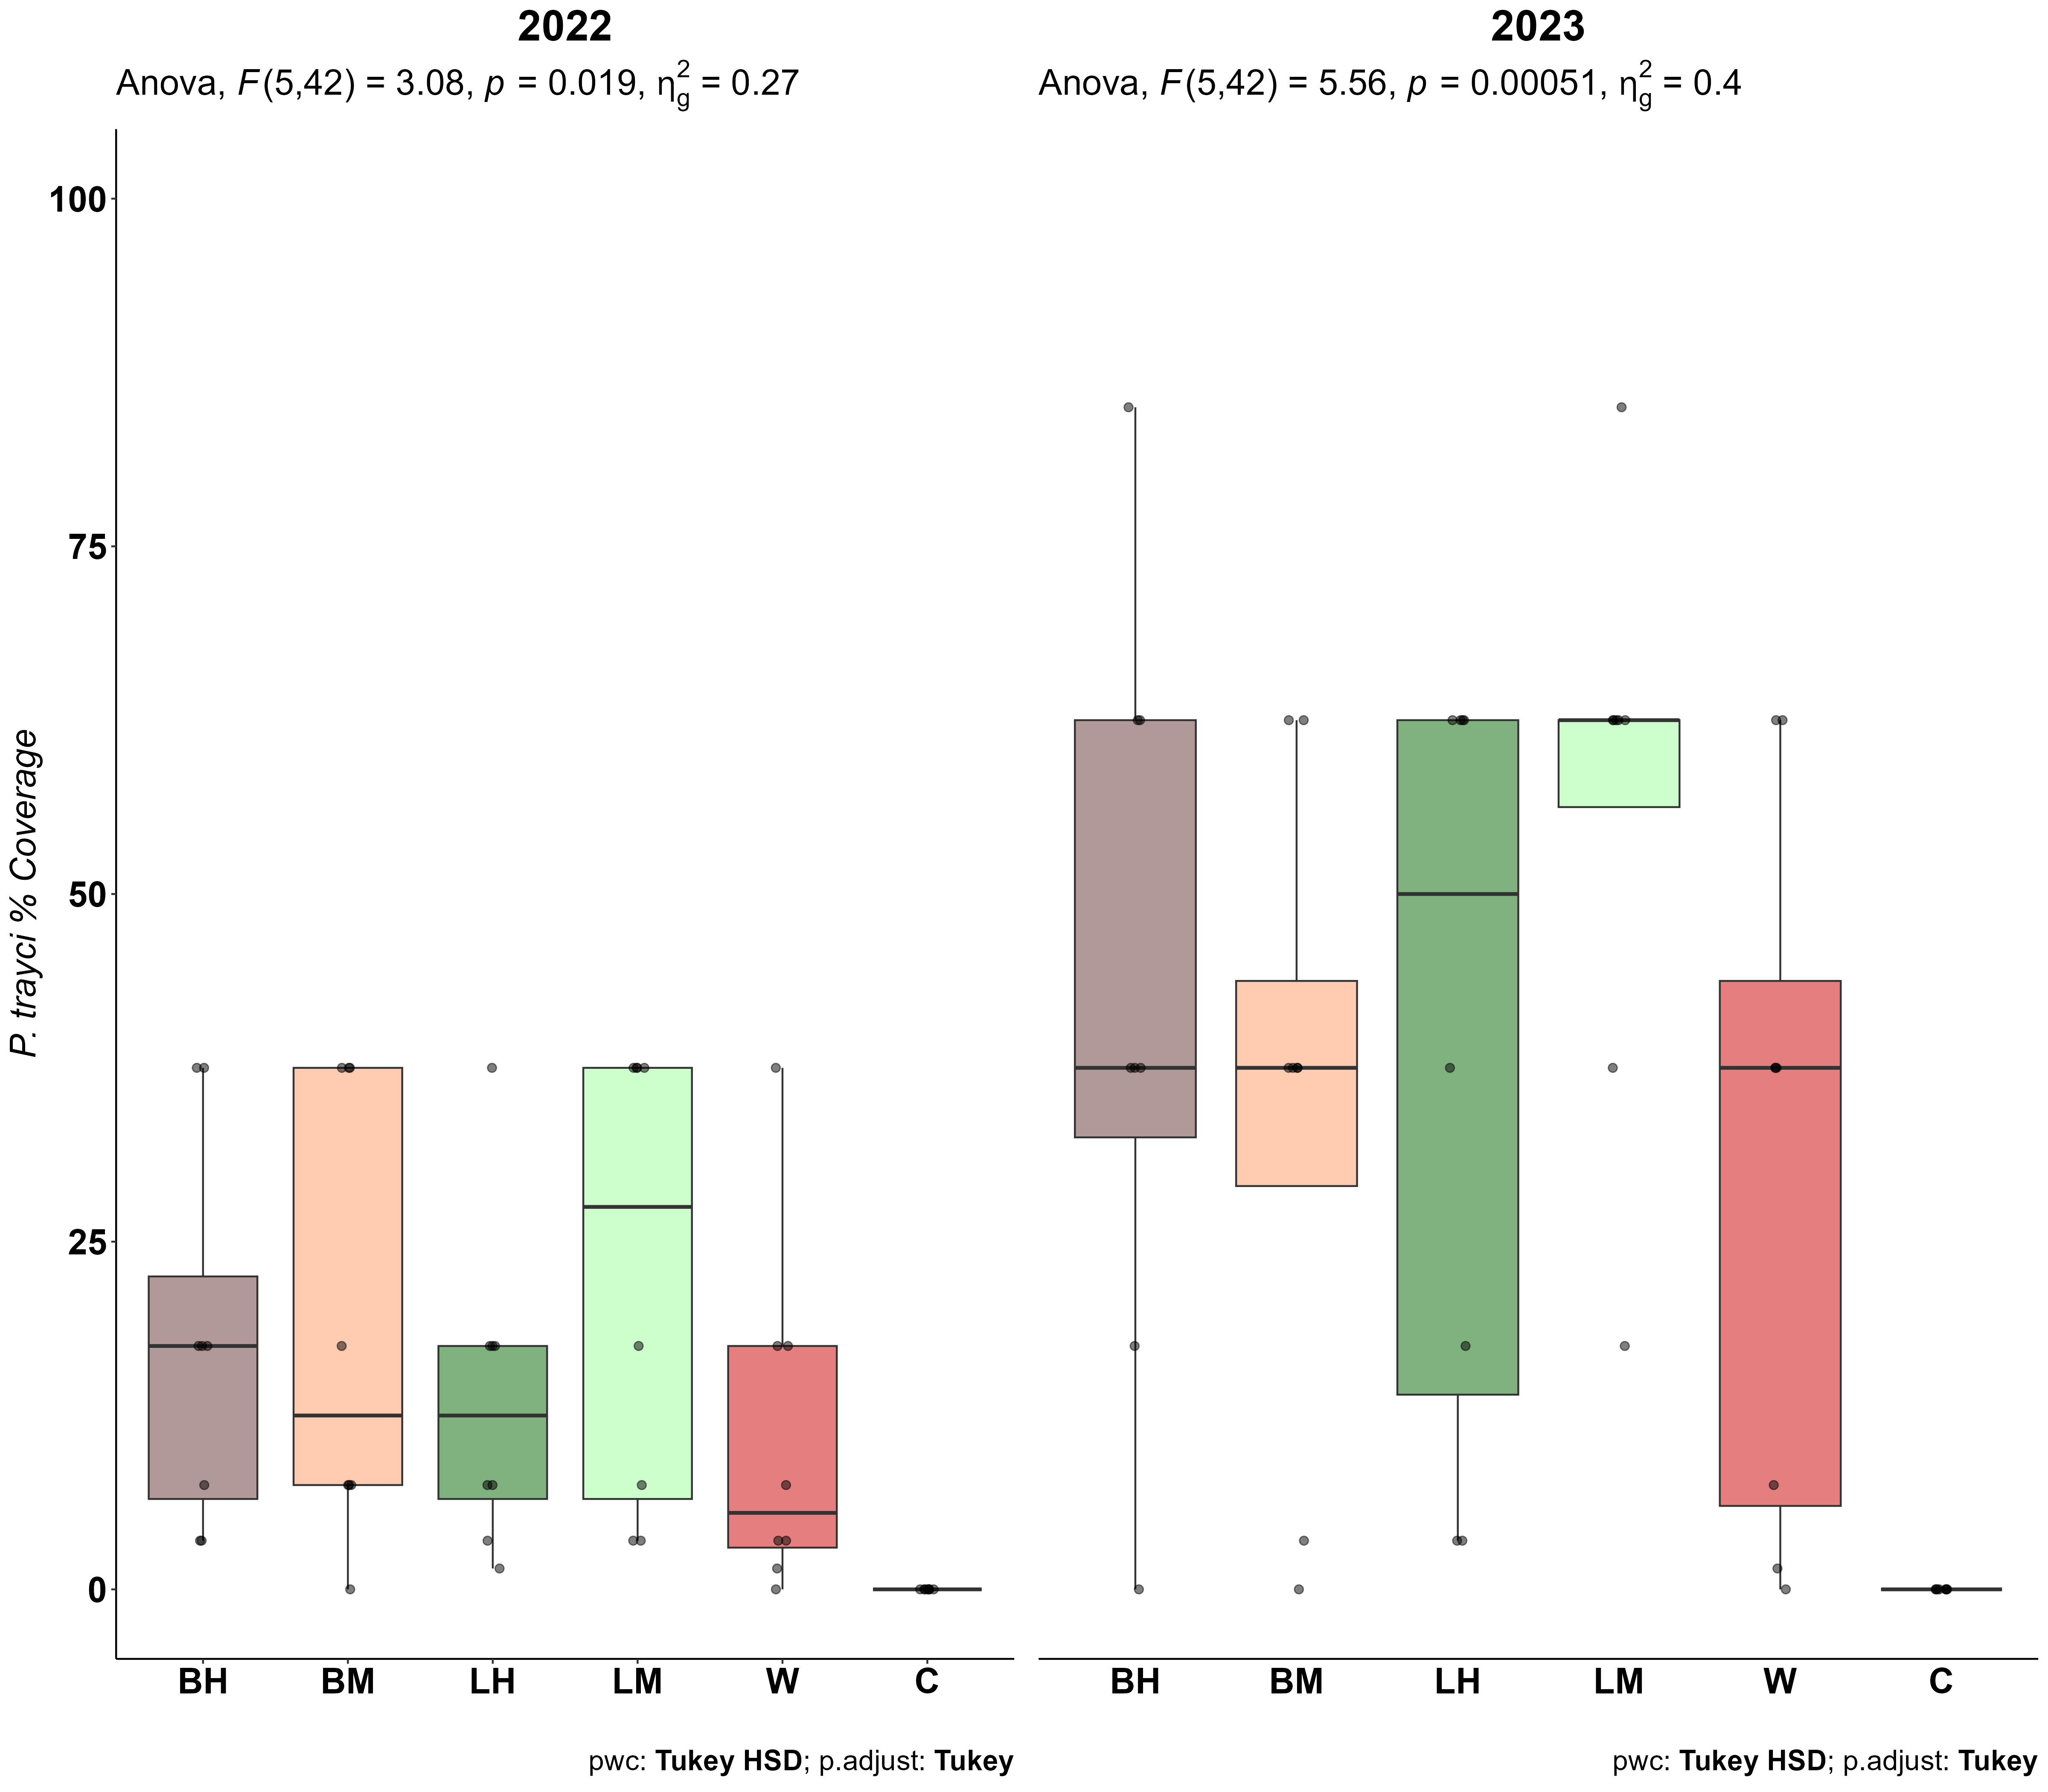 2022
Anova, F(5,42) = 3.08, p = 0.019, η²g = 0.27
2023
Anova, F(5,42) = 5.56, p = 0.00051, η²g = 0.4
P. trayci % Coverage
100
75
50
25
0
BH BM LH LM W C
BH BM LH LM W C
pwc: Tukey HSD; p.adjust: Tukey
pwc: Tukey HSD; p.adjust: Tukey